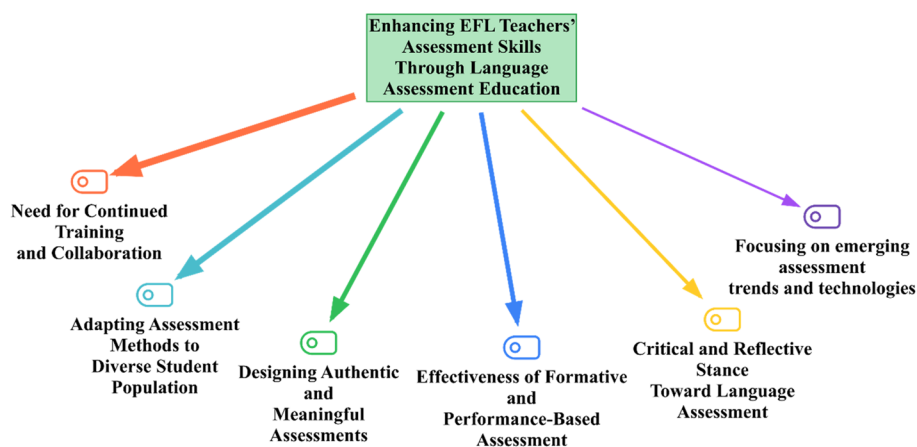 Enhancing EFL Teachers'
Assessment Skills
Through Language
Assessment Education
Need for Continued
Training
and Collaboration
Adapting Assessment
Methods to
Diverse Student
Population
Designing Authentic
and
Meaningful
Assessments
Effectiveness of Formative
and
Performance-Based
Assessment
Critical and Reflective
Stance
Toward Language
Assessment
Focusing on emerging
assessment
trends and technologies